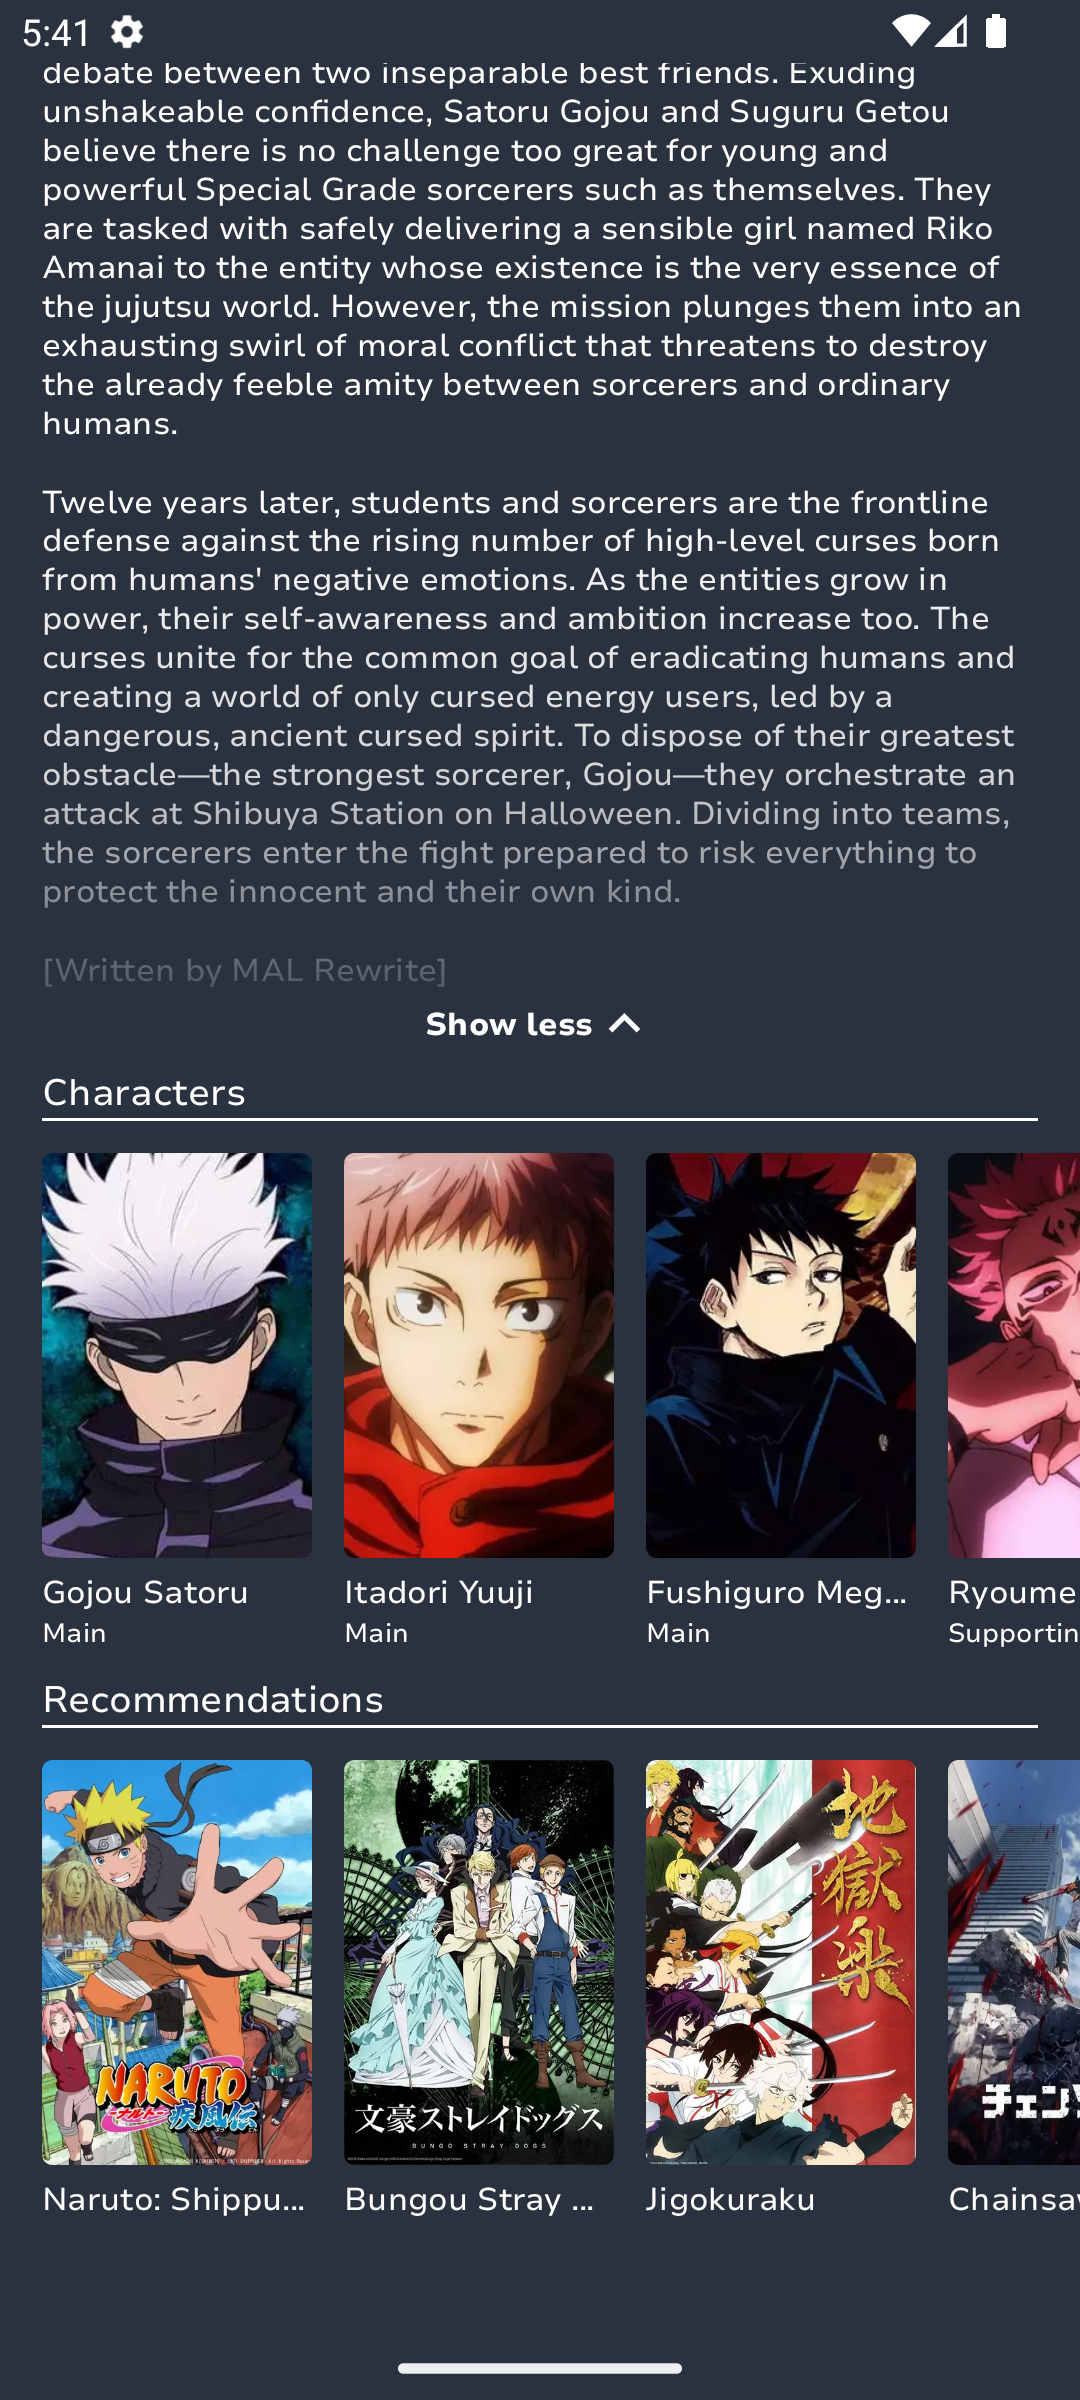 5:41
debate between two inseparable best friends. Exuding
unshakeable confidence, Satoru Gojou and Suguru Getou
believe there is no challenge too great for young and
powerful Special Grade sorcerers such as themselves. They
are tasked with safely delivering a sensible girl named Riko
Amanai to the entity whose existence is the very essence of
the jujutsu world. However, the mission plunges them into an
exhausting swirl of moral conflict that threatens to destroy
the already feeble amity between sorcerers and ordinary
humans.
Twelve years later, students and sorcerers are the frontline
defense against the rising number of high-level curses born
from humans' negative emotions. As the entities grow in
power, their self-awareness and ambition increase too. The
curses unite for the common goal of eradicating humans and
creating a world of only cursed energy users, led by a
dangerous, ancient cursed spirit. To dispose of their greatest
obstacle—the strongest sorcerer, Gojou—they orchestrate an
attack at Shibuya Station on Halloween. Dividing into teams,
the sorcerers enter the fight prepared to risk everything to
protect the innocent and their own kind.
[Written by MAL Rewrite]
Show less
Characters
Gojou Satoru
Main
Itadori Yuuji
Main
Fushiguro Meg...
Main
Ryoume
Supportin
Recommendations
NARUTO
ナルト
疾風伝
Naruto: Shippu...
文豪ストレイドッグス
BUNGO STRAY DOGS
Bungou Stray ...
地獄楽
Jigokuraku
チェン
Chainsa